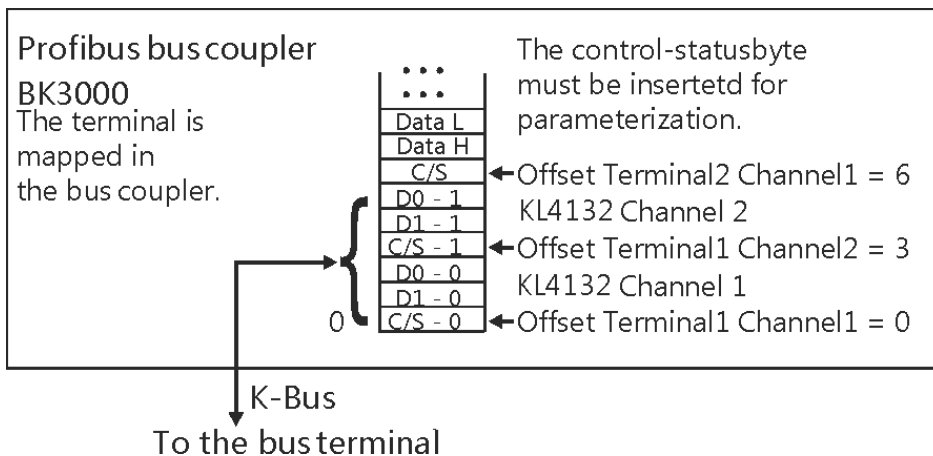 Profibus bus coupler
BK3000
The terminal is
mapped in
the bus coupler.
The control-statusbyte
must be insertetd for
parameterization.
Data L
Data H
C/S
D0 - 1
D1 - 1
C/S - 1
D0 - 0
D1 - 0
C/S - 0
0
Offset Terminal2 Channel1 = 6
KL4132 Channel 2
Offset Terminal1 Channel2 = 3
KL4132 Channel 1
Offset Terminal1 Channel1 = 0
K-Bus
To the bus terminal